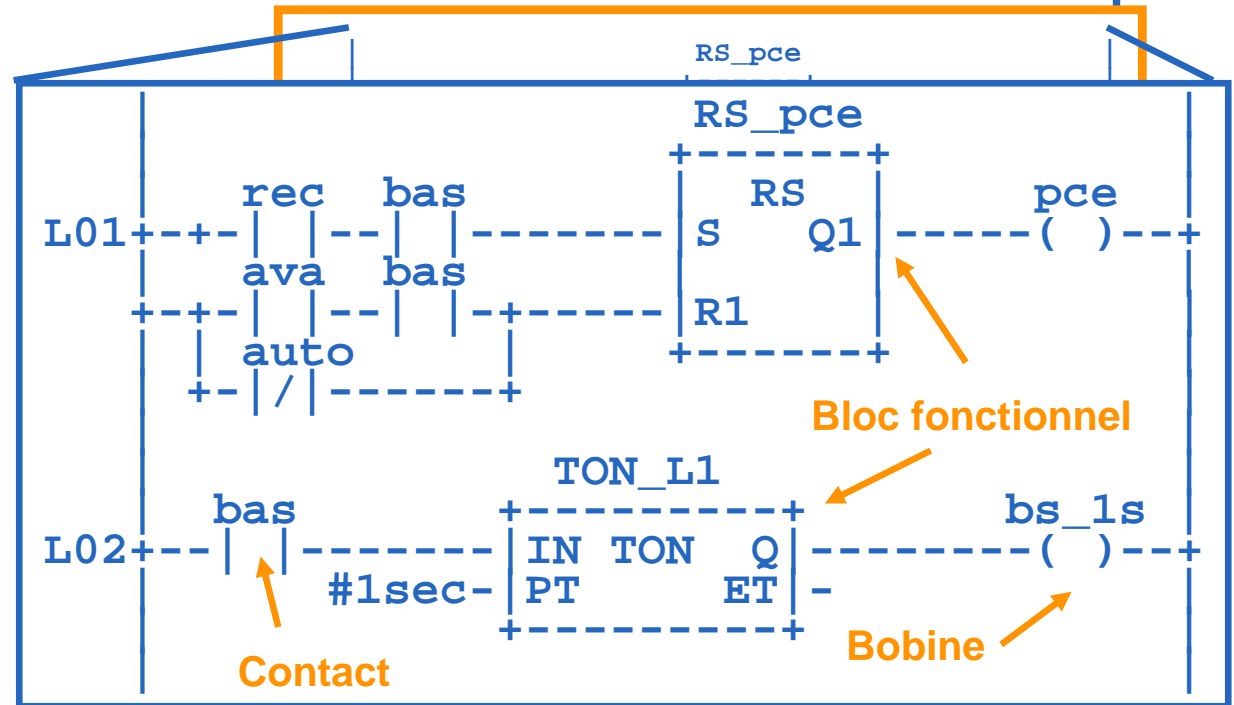 RS_pce
RS_pce
rec bas RS pce
L01+-+-| |--| |-------|S Q1|-----( )--+
ava bas
+-+-| |--| |-+-----|R1
| auto |
+-|/|-------+
Bloc fonctionnel
TON_L1
bas bs_1s
L02+--| |--------|IN TON Q|--------( )--+
#1sec-|PT ET|-
Bobine
Contact